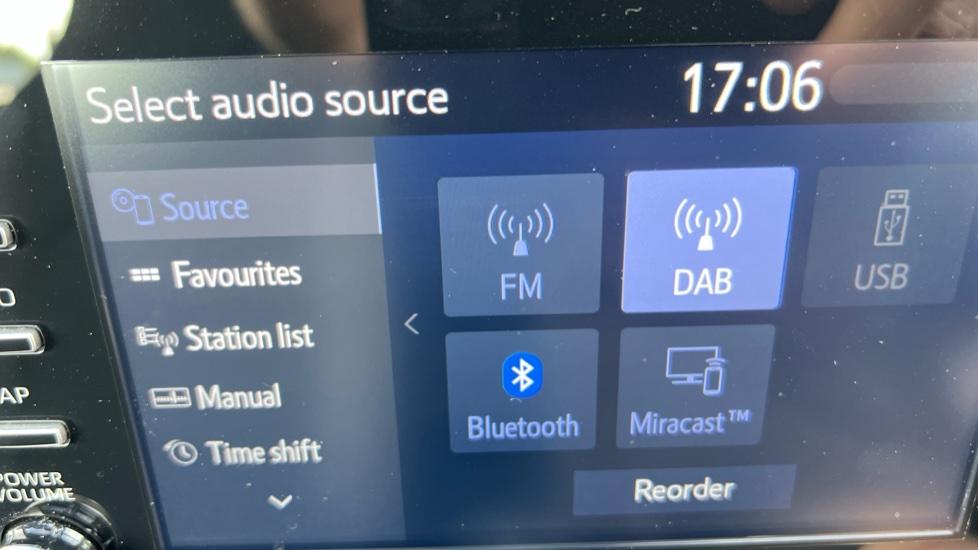 Select audio source
17:06
Source
Favourites
Station list
Manual
Time shift
FM
DAB
USB
Bluetooth
Miracast™
Reorder
AP
POWER
VOLUME